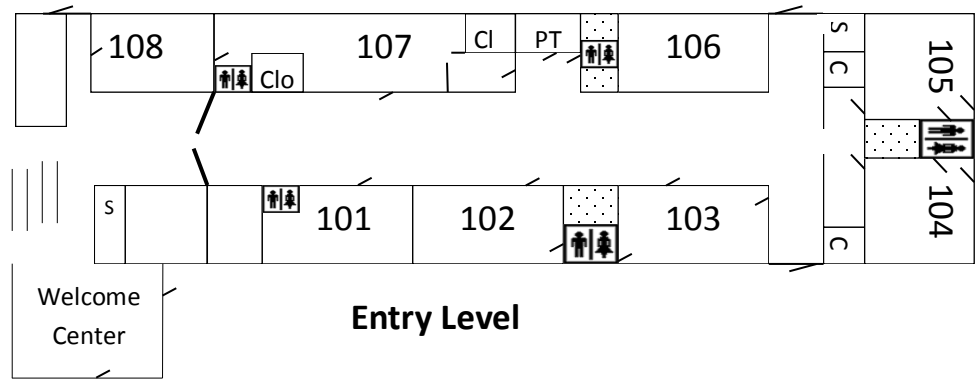 108
107
Cl
PT
106
S
C
105
Clo
S
101
102
103
C
104
Welcome
Center
Entry Level